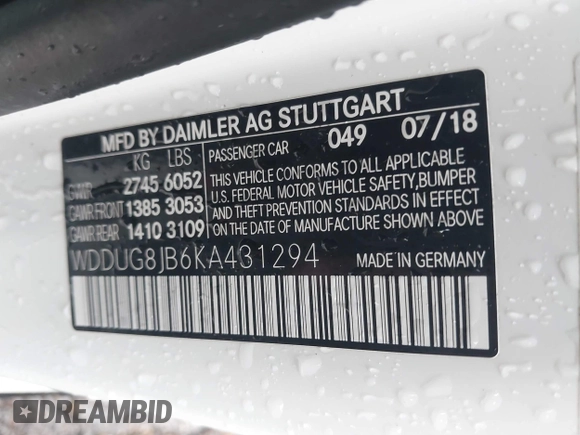 MFD BY DAIMLER AG STUTTGART
KG LBS
PASSENGER CAR 049 07/18
GVWR 2745 6052
GAWR FRONT 1385 3053
GAWR REAR 1410 3109
THIS VEHICLE CONFORMS TO ALL APPLICABLE
U.S. FEDERAL MOTOR VEHICLE SAFETY, BUMPER
AND THEFT PREVENTION STANDARDS IN EFFECT
ON THE DATE OF MANUFACTURE SHOWN ABOVE.
WDDUG8JB6KA431294 MADE IN GERMANY
DREAMBID